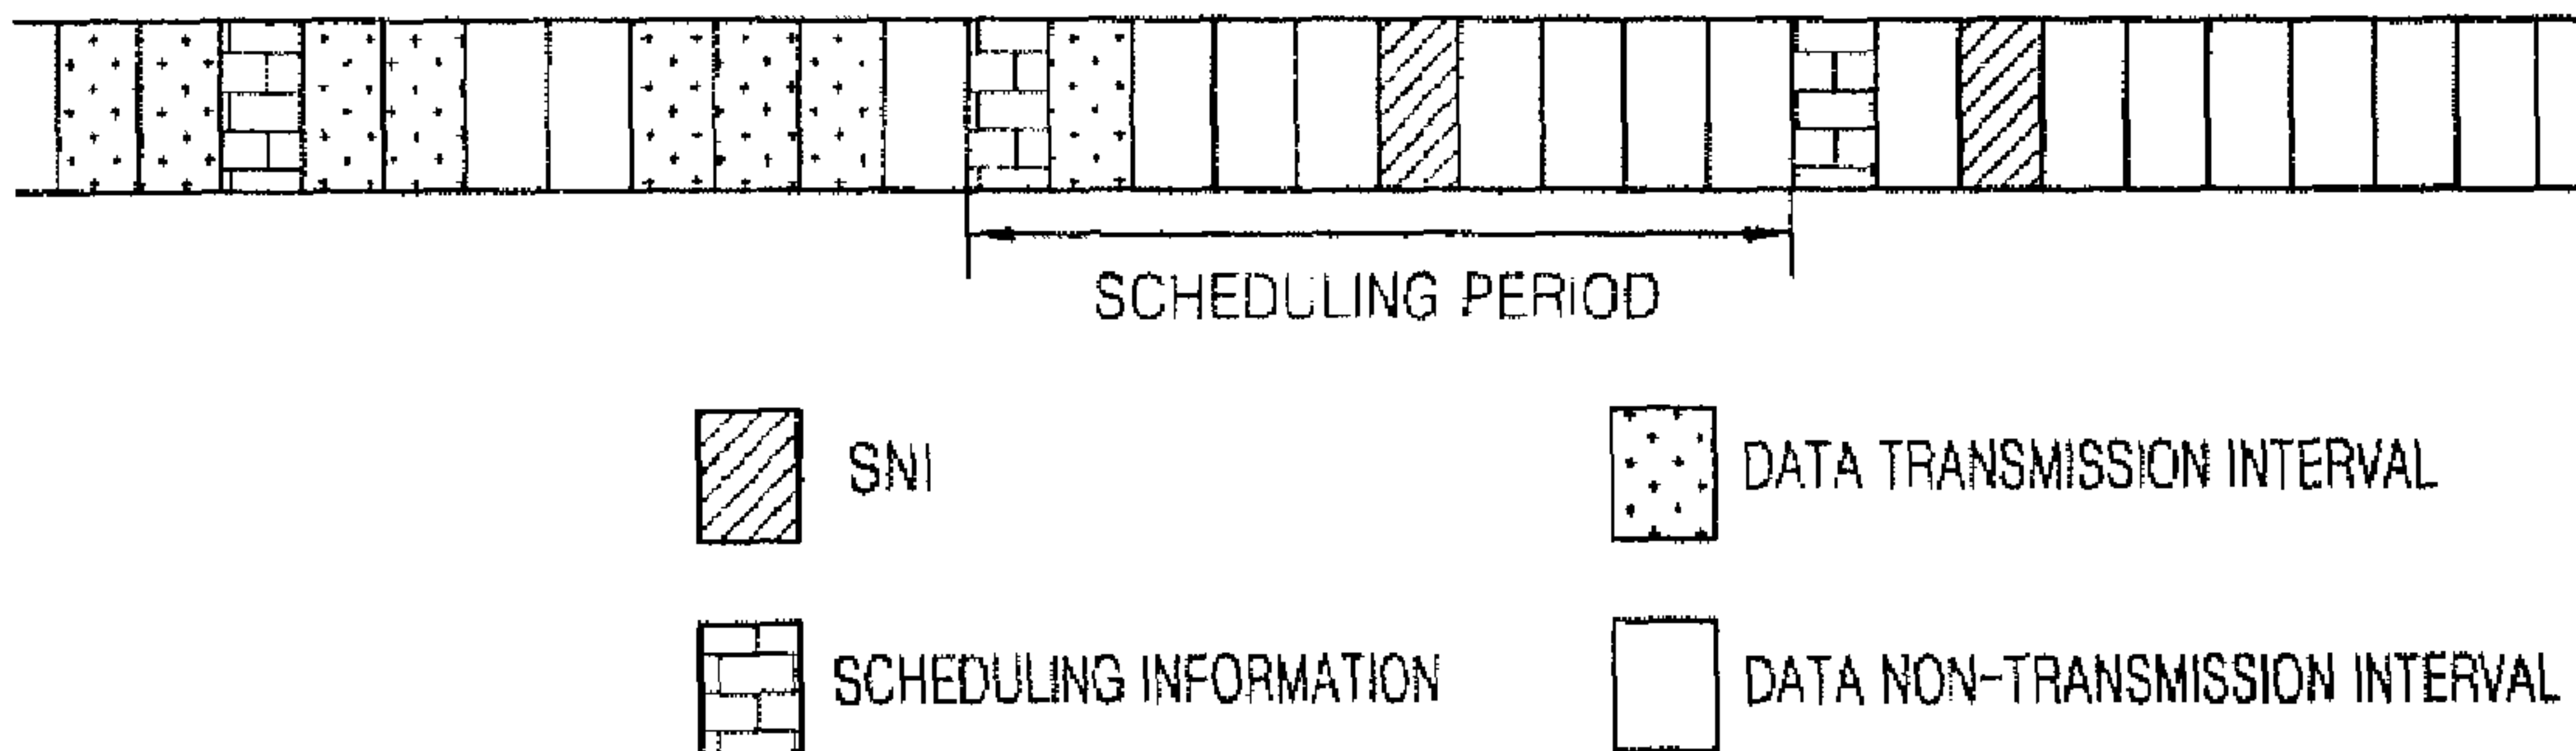 SCHEDULING PERIOD
SNI
DATA TRANSMISSION INTERVAL
SCHEDULING INFORMATION
DATA NON-TRANSMISSION INTERVAL